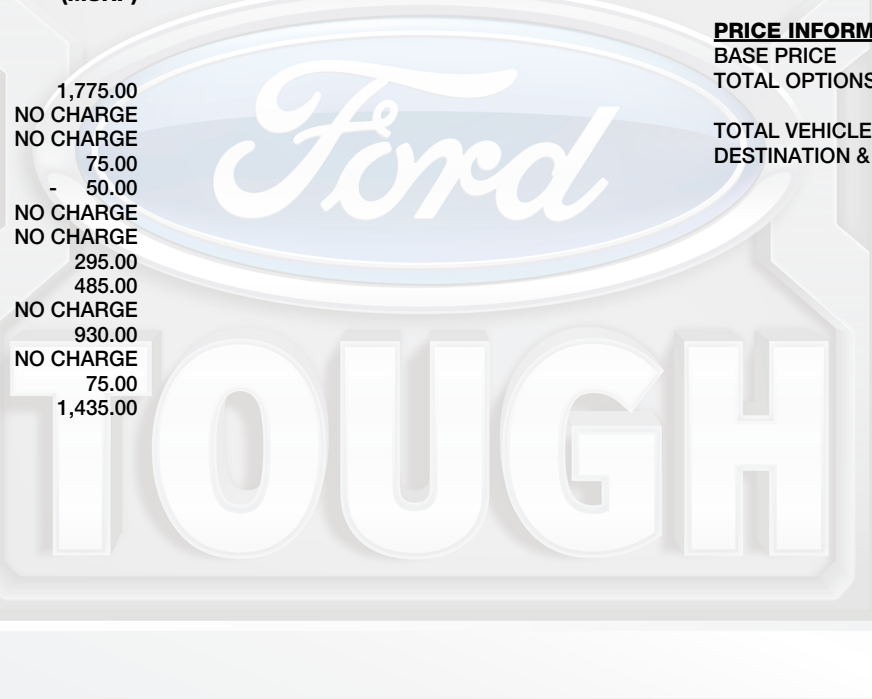 (MSRP)
1,775.00
NO CHARGE
NO CHARGE
75.00
- 50.00
NO CHARGE
NO CHARGE
295.00
485.00
NO CHARGE
930.00
NO CHARGE
75.00
1,435.00
PRICE INFORM
BASE PRICE
TOTAL OPTIONS
TOTAL VEHICLE
DESTINATION &
Ford
TOUGH